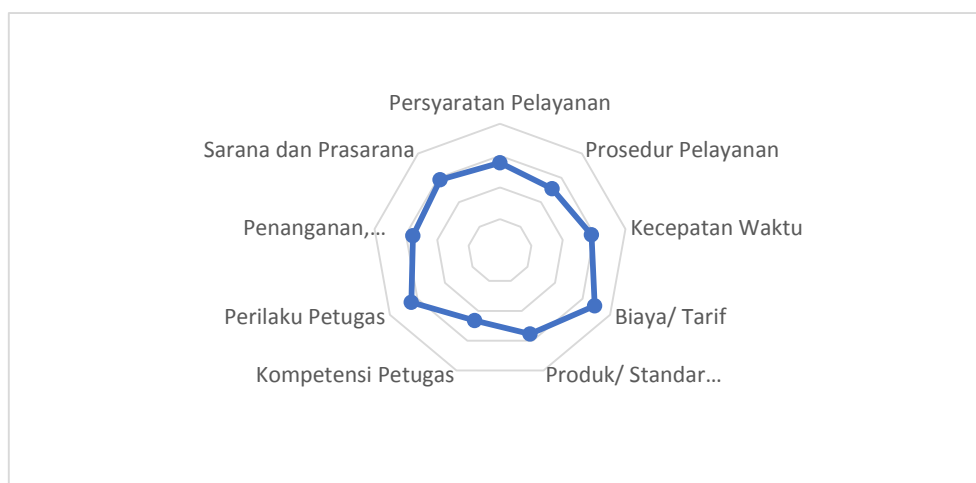 Persyaratan Pelayanan
Prosedur Pelayanan
Kecepatan Waktu
Biaya/ Tarif
Produk/ Standar...
Kompetensi Petugas
Perilaku Petugas
Penanganan,...
Sarana dan Prasarana